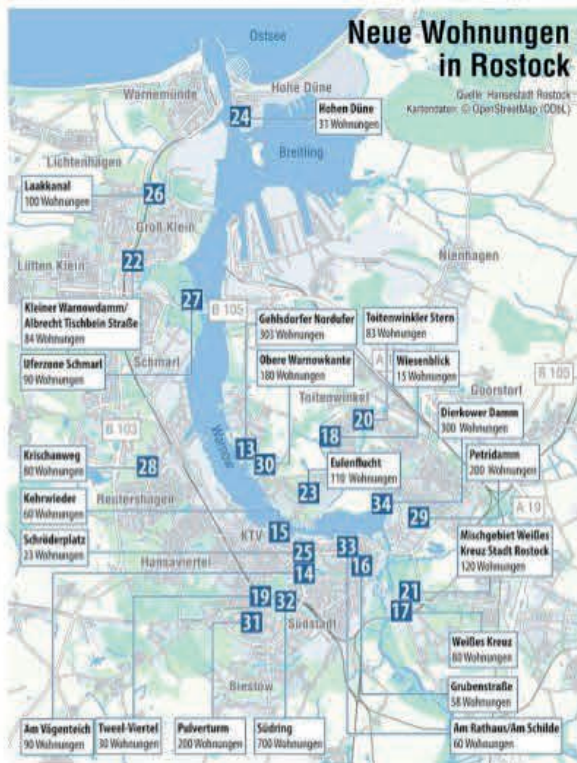 Neue Wohnungen
in Rostock
Quelle: Hansestadt Rostock
Kartendaten: © OpenStreetMap (ODbL)
Ostsee
Warnemünde
Hohe Düne
24
Hohen Düne
31 Wohnungen
Breitling
Lichtenhagen
Laakkanal
100 Wohnungen
26
Groß Klein
22
Lütten Klein
Nienhagen
27
B 105
Kleiner Warnowdamm/
Albrecht Tischbein Straße
84 Wohnungen
Gehlsdorfer Nordufer
303 Wohnungen
Toitenwinkler Stern
83 Wohnungen
Uferzone Schmarl
90 Wohnungen
Schmarl
Obere Warnowkante
180 Wohnungen
A
Wiesenblick
15 Wohnungen
B 105
Toitenwinkel
Goorstorf
Dierkower Damm
300 Wohnungen
20
18
B 103
Warnow
13
30
Petridamm
200 Wohnungen
Krischanweg
80 Wohnungen
28
Eulenflucht
110 Wohnungen
23
34
Reutershagen
29
A 19
Kehrwieder
60 Wohnungen
KTV
15
Mischgebiet Weißes
Kreuz Stadt Rostock
120 Wohnungen
Schröderplatz
23 Wohnungen
Hansaviertel
25
33
14
16
19
32
21
17
31
Südstadt
Weißes Kreuz
60 Wohnungen
Biestow
Grubenstraße
58 Wohnungen
Am Vögenteich
90 Wohnungen
Tweel-Viertel
30 Wohnungen
Pulverturm
200 Wohnungen
Südring
700 Wohnungen
Am Rathaus/Am Schilde
60 Wohnungen